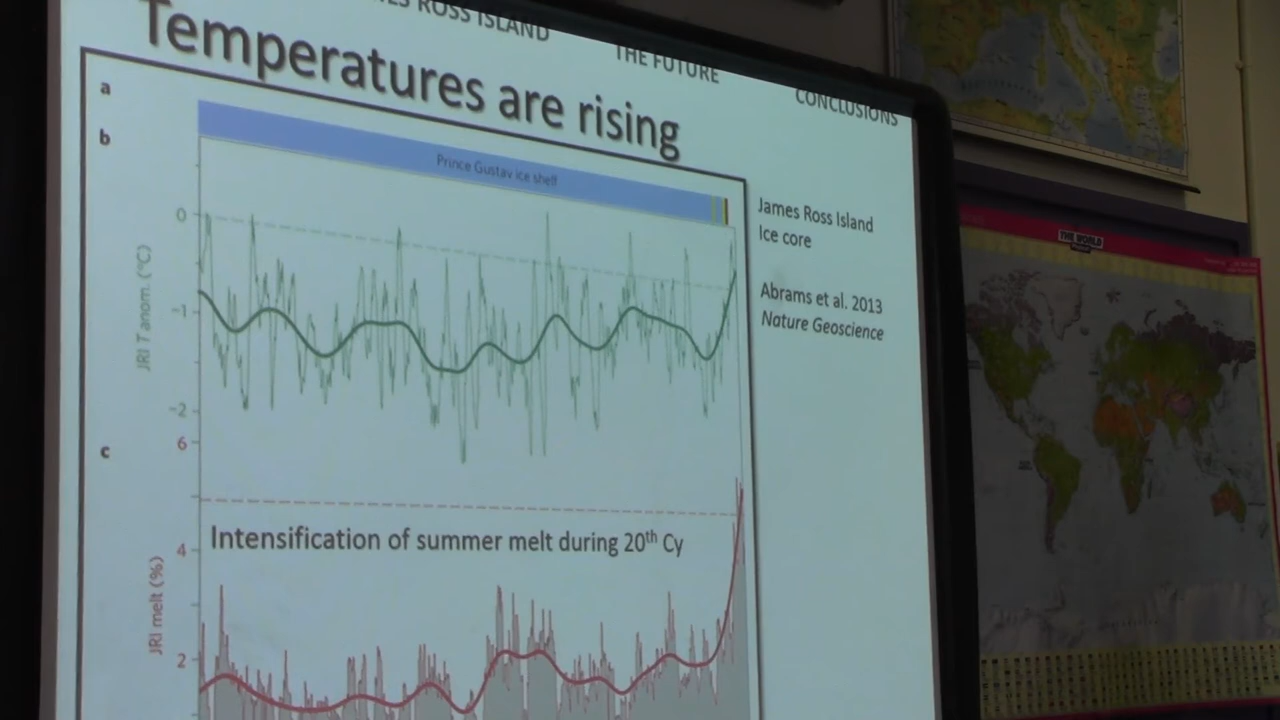 ROSS ISLAND
THE FUTURE
CONCLUSIONS
Temperatures are rising
a
Prince Gustav ice shelf
b
0
-1
-2
JRI T anom. (°C)
James Ross Island
Ice core
Abrams et al. 2013
Nature Geoscience
c
6
4
2
JRI melt (%)
Intensification of summer melt during 20th Cy
THE WORLD